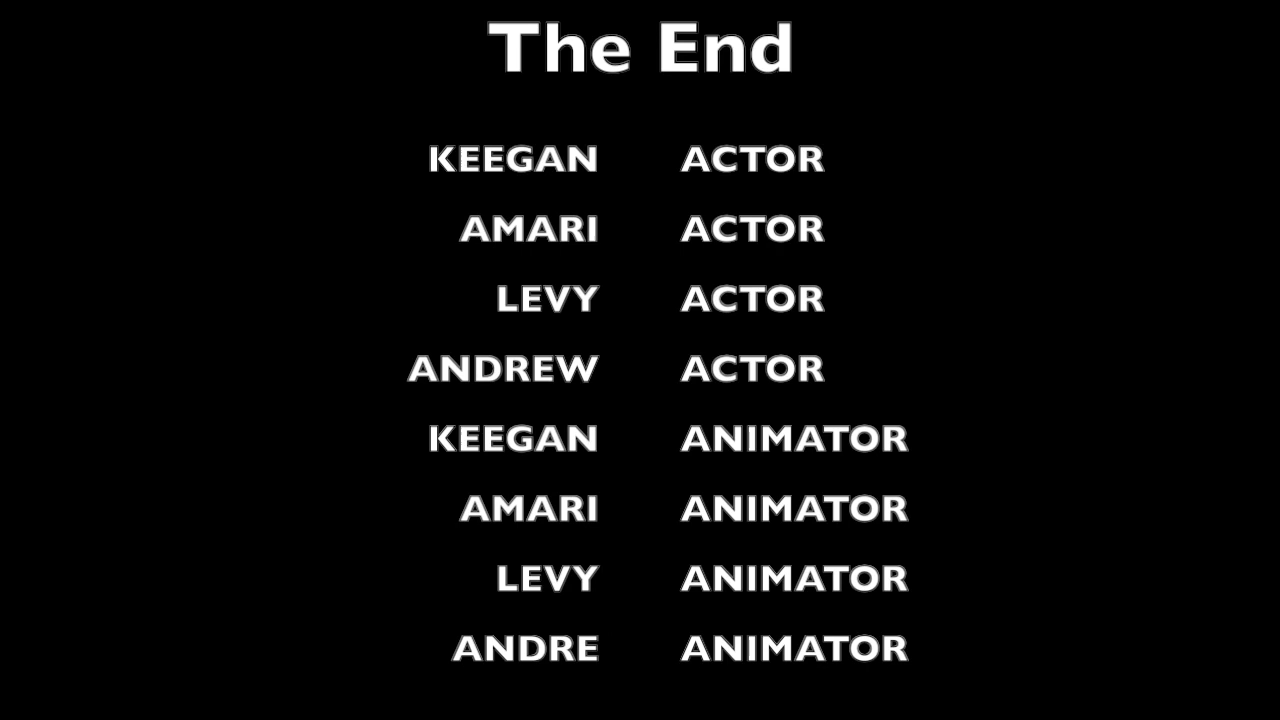 The End
KEEGAN ACTOR
AMARI ACTOR
LEVY ACTOR
ANDREW ACTOR
KEEGAN ANIMATOR
AMARI ANIMATOR
LEVY ANIMATOR
ANDRE ANIMATOR